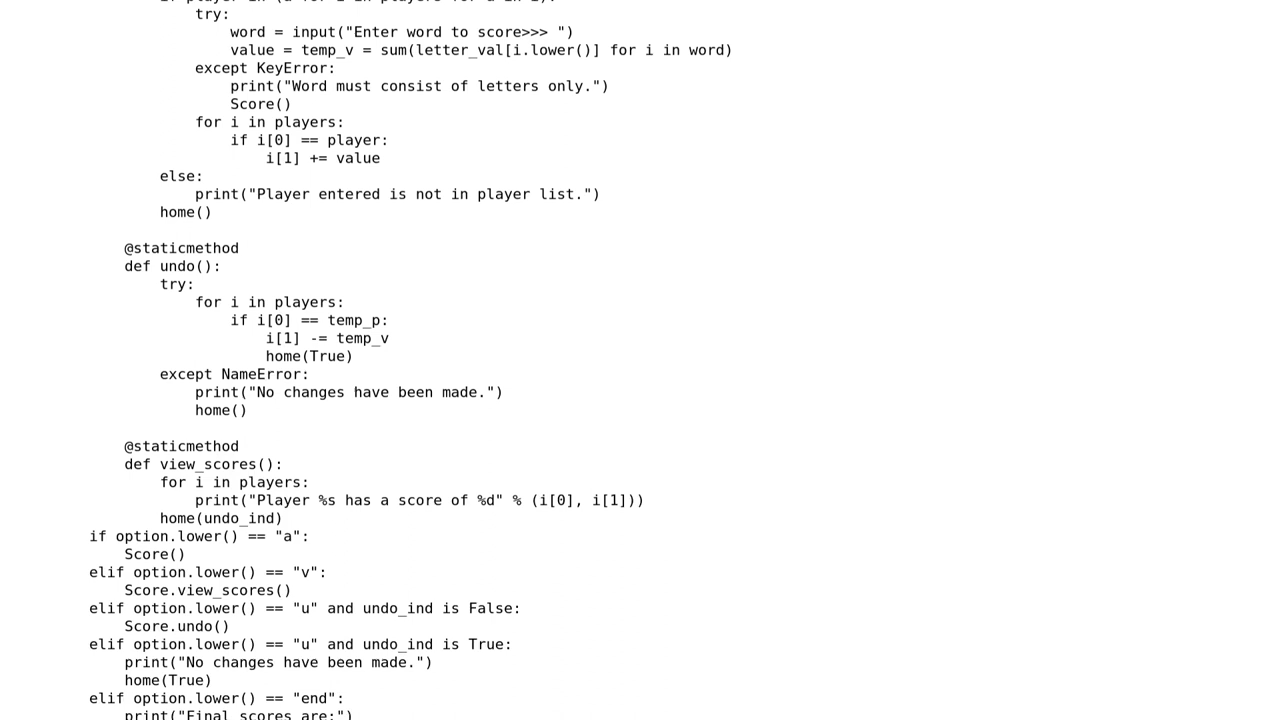 try:
word = input("Enter word to score>>> ")
value = temp_v = sum(letter_val[i.lower()] for i in word)
except KeyError:
print("Word must consist of letters only.")
Score()
for i in players:
if i[0] == player:
i[1] += value
else:
print("Player entered is not in player list.")
home()
@staticmethod
def undo():
try:
for i in players:
if i[0] == temp_p:
i[1] -= temp_v
home(True)
except NameError:
print("No changes have been made.")
home()
@staticmethod
def view_scores():
for i in players:
print("Player %s has a score of %d" % (i[0], i[1]))
home(undo_ind)
if option.lower() == "a":
Score()
elif option.lower() == "v":
Score.view_scores()
elif option.lower() == "u" and undo_ind is False:
Score.undo()
elif option.lower() == "u" and undo_ind is True:
print("No changes have been made.")
home(True)
elif option.lower() == "end":
print("Final scores are:")